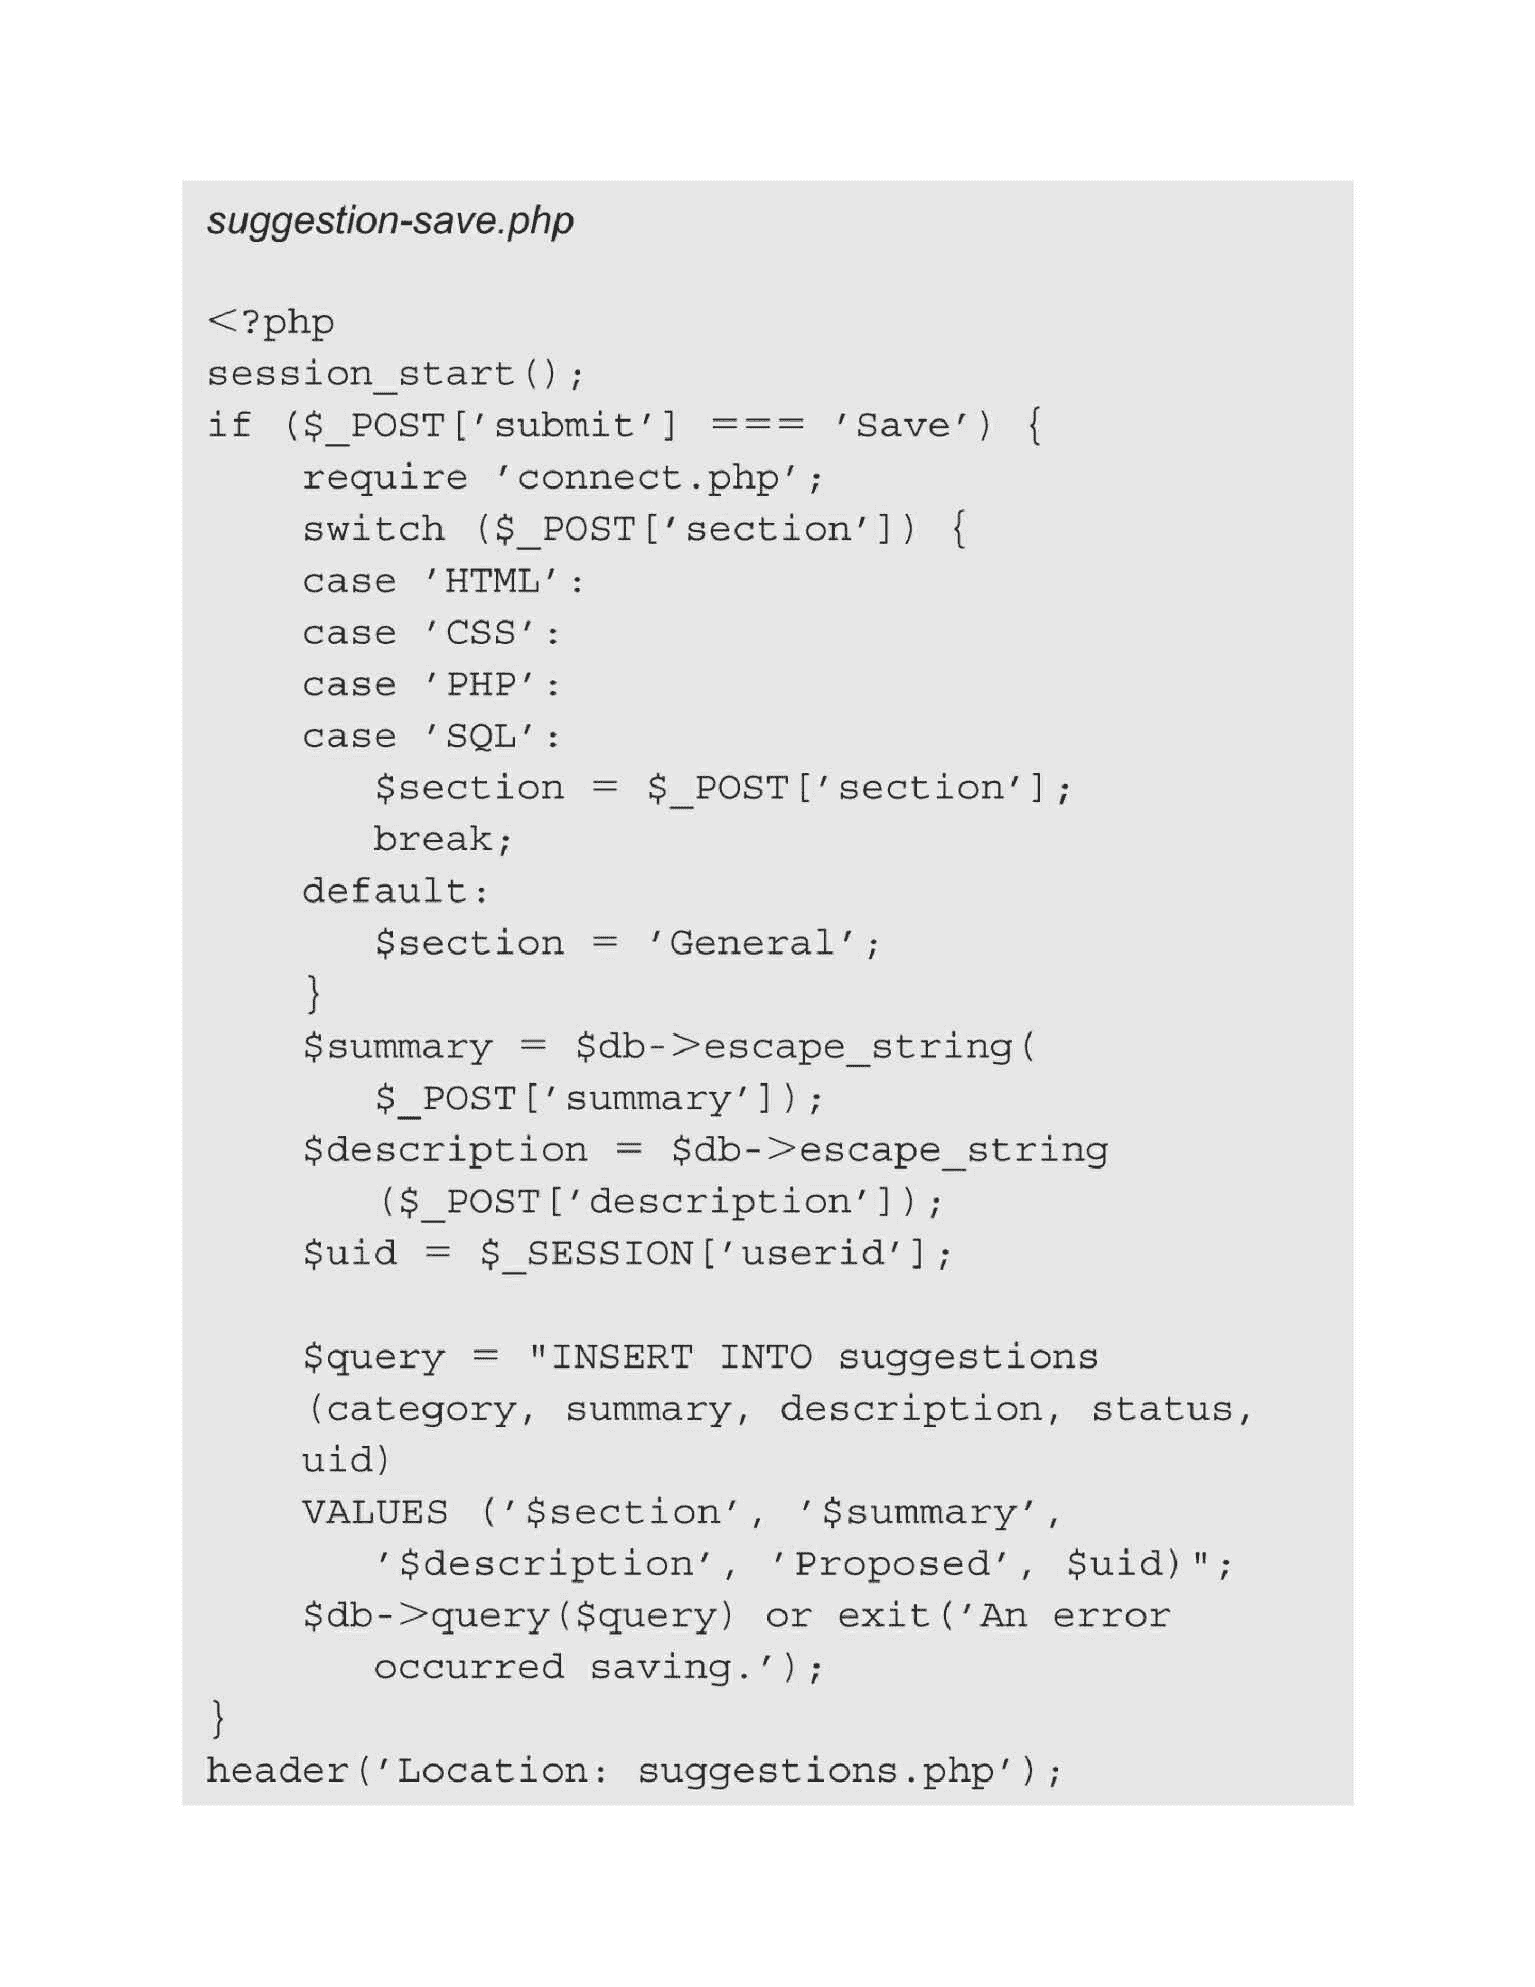 suggestion-save.php
<?php
session_start();
if ($_POST['submit'] === 'Save') {
    require 'connect.php';
    switch ($_POST['section']) {
    case 'HTML':
    case 'CSS':
    case 'PHP':
    case 'SQL':
       $section = $_POST['section'];
       break;
    default:
       $section = 'General';
    }
    $summary = $db->escape_string(
       $_POST['summary']);
    $description = $db->escape_string
       ($_POST['description']);
    $uid = $_SESSION['userid'];
    $query = "INSERT INTO suggestions
    (category, summary, description, status,
    uid)
    VALUES ('$section', '$summary',
       '$description', 'Proposed', $uid)";
    $db->query($query) or exit('An error
       occurred saving.');
}
header('Location: suggestions.php');